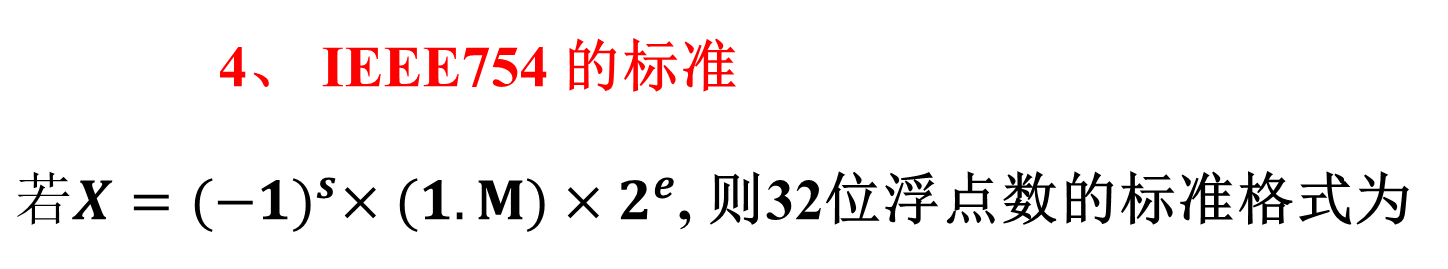 4、 IEEE754 的标准
若X = (−1)^s × (1.M) × 2^e, 则32位浮点数的标准格式为